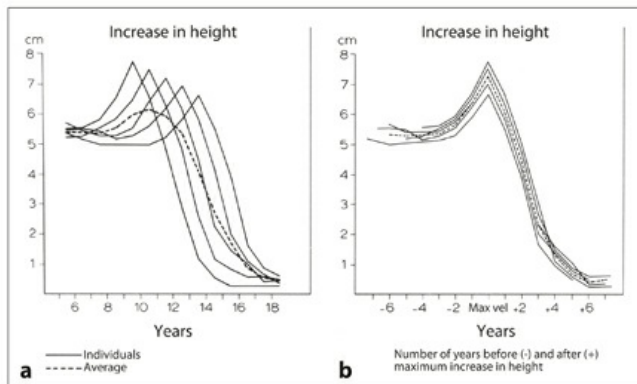 Increase in height
cm
8
7
6
5
4
3
2
1
6 8 10 12 14 16 18
Years
Individuals
Average
a
Increase in height
cm
8
7
6
5
4
3
2
1
-6 -4 -2 Max vel +2 +4 +6
Years
Number of years before (-) and after (+)
maximum increase in height
b